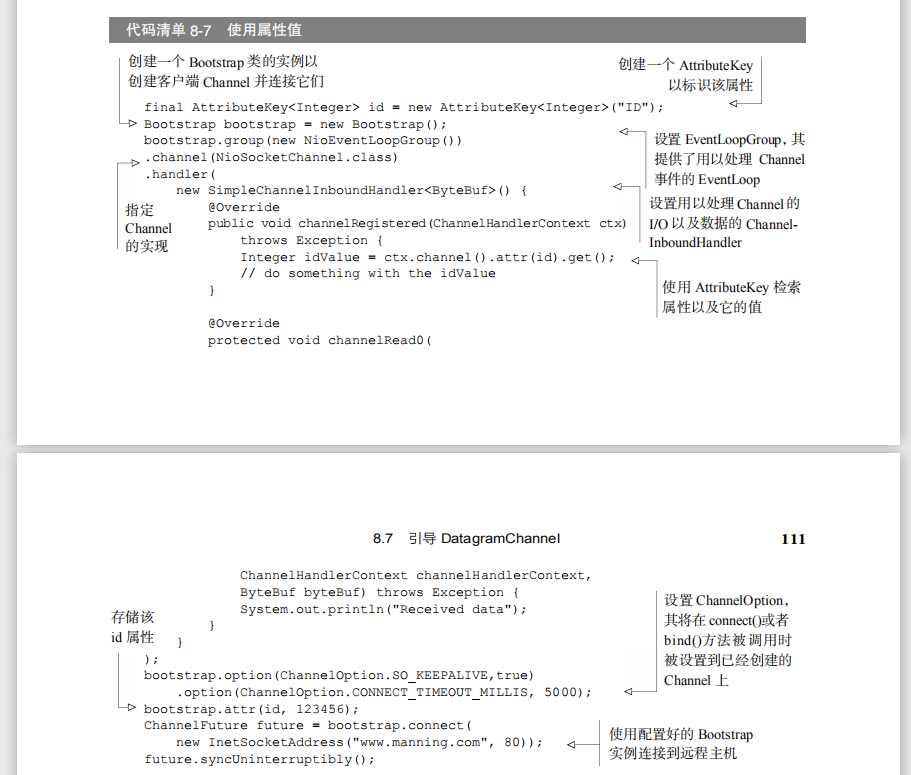 代码清单 8-7 使用属性值
创建一个 Bootstrap 类的实例以
创建客户端 Channel 并连接它们
创建一个 AttributeKey
以标识该属性
final AttributeKey<Integer> id = new AttributeKey<Integer>("ID");
Bootstrap bootstrap = new Bootstrap();
bootstrap.group(new NioEventLoopGroup())
.channel(NioSocketChannel.class)
.handler(
new SimpleChannelInboundHandler<ByteBuf>() {
@Override
public void channelRegistered(ChannelHandlerContext ctx)
throws Exception {
Integer idValue = ctx.channel().attr(id).get();
// do something with the idValue
}
@Override
protected void channelRead0(
设置 EventLoopGroup，其
提供了用以处理 Channel
事件的 EventLoop
指定
Channel
的实现
设置用以处理 Channel 的
I/O 以及数据的 Channel-
InboundHandler
使用 AttributeKey 检索
属性以及它的值
8.7 引导 DatagramChannel
111
ChannelHandlerContext channelHandlerContext,
ByteBuf byteBuf) throws Exception {
System.out.println("Received data");
}
}
);
bootstrap.option(ChannelOption.SO_KEEPALIVE,true)
.option(ChannelOption.CONNECT_TIMEOUT_MILLIS, 5000);
bootstrap.attr(id, 123456);
ChannelFuture future = bootstrap.connect(
new InetSocketAddress("www.manning.com", 80));
future.syncUninterruptibly();
存储该
id 属性
设置 ChannelOption，
其将在 connect()或者
bind()方法被调用时
被设置到已经创建的
Channel 上
使用配置好的 Bootstrap
实例连接到远程主机